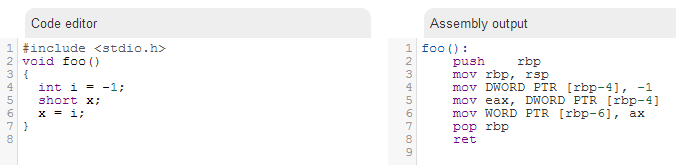 Code editor
1 #include <stdio.h>
2 void foo()
3 {
4   int i = -1;
5   short x;
6   x = i;
7 }
8
Assembly output
1 foo():
2     push    rbp
3     mov rbp, rsp
4     mov DWORD PTR [rbp-4], -1
5     mov eax, DWORD PTR [rbp-4]
6     mov WORD PTR [rbp-6], ax
7     pop rbp
8     ret
9